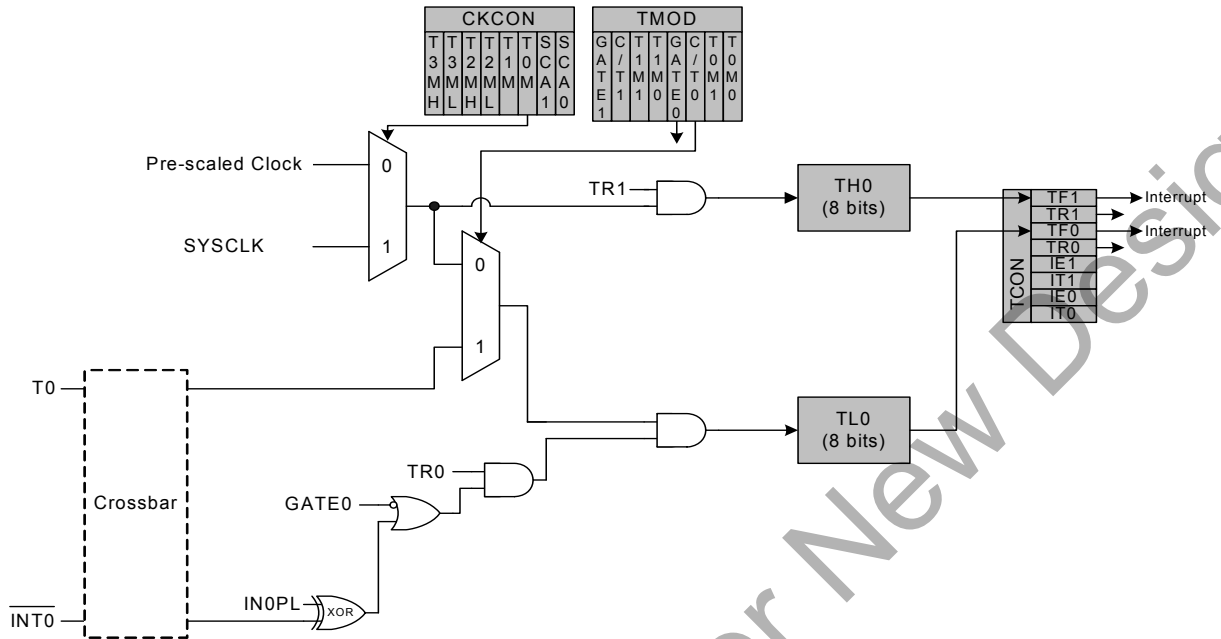 CKCON
T3MH
T3ML
T2MH
T2ML
T1M
T0M
SCA1
SCA0
TMOD
GATE1
C/T1
T1M1
T1M0
GATE0
C/T0
T0M1
T0M0
Pre-scaled Clock
0
SYSCLK
1
TR1
TH0
(8 bits)
TCON
TF1
TR1
TF0
TR0
IE1
IT1
IE0
IT0
Interrupt
Interrupt
0
1
T0
Crossbar
TL0
(8 bits)
TR0
GATE0
IN0PL
XOR
INT0
r New Desig